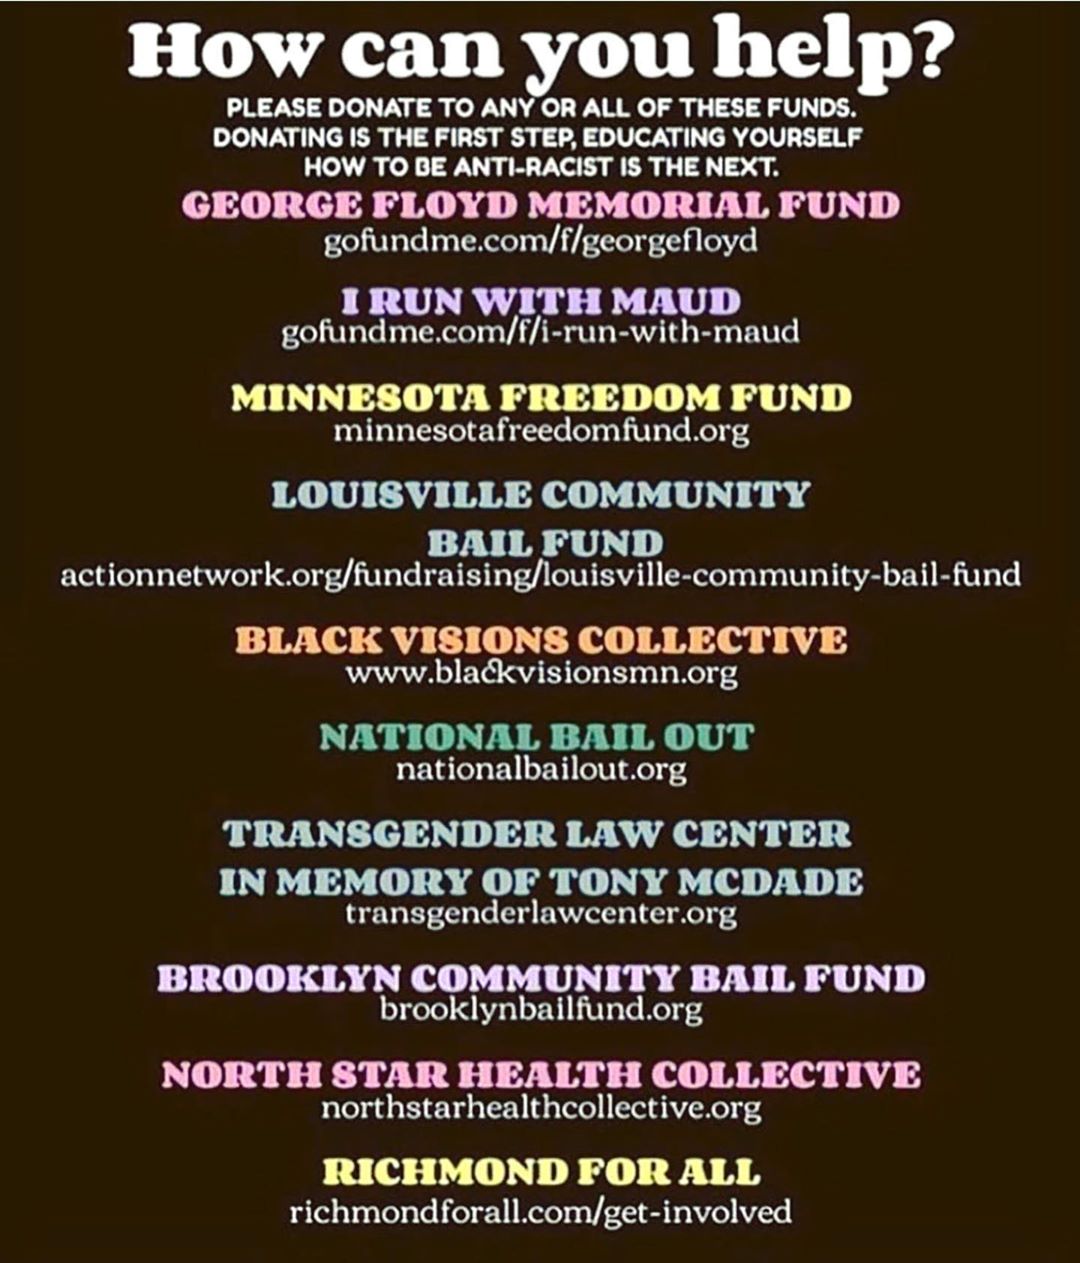 How can you help?
PLEASE DONATE TO ANY OR ALL OF THESE FUNDS.
DONATING IS THE FIRST STEP, EDUCATING YOURSELF
HOW TO BE ANTI-RACIST IS THE NEXT.
GEORGE FLOYD MEMORIAL FUND
gofundme.com/f/georgefloyd
I RUN WITH MAUD
gofundme.com/f/i-run-with-maud
MINNESOTA FREEDOM FUND
minnesotafreedomfund.org
LOUISVILLE COMMUNITY
BAIL FUND
actionnetwork.org/fundraising/louisville-community-bail-fund
BLACK VISIONS COLLECTIVE
www.blackvisionsmn.org
NATIONAL BAIL OUT
nationalbailout.org
TRANSGENDER LAW CENTER
IN MEMORY OF TONY MCDADE
transgenderlawcenter.org
BROOKLYN COMMUNITY BAIL FUND
brooklynbailfund.org
NORTH STAR HEALTH COLLECTIVE
northstarhealthcollective.org
RICHMOND FOR ALL
richmondforall.com/get-involved